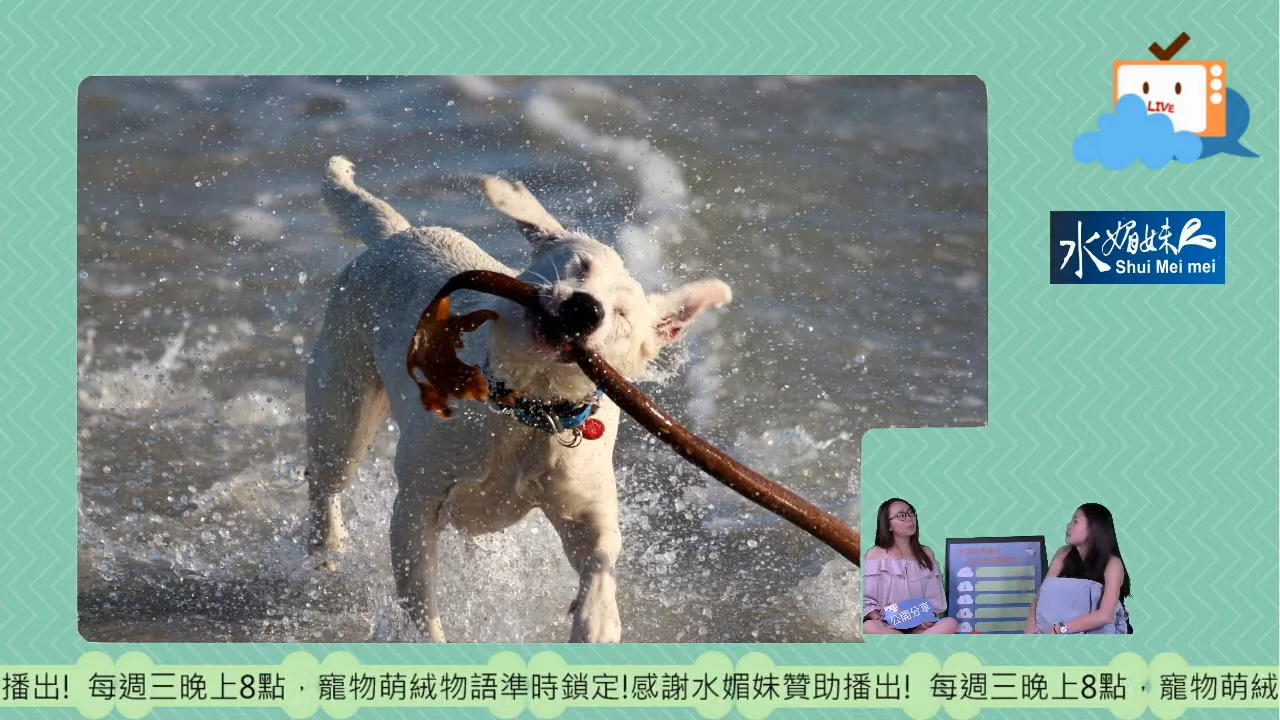 LIVE
水媚妹
Shui Mei mei
公開分享
播出! 每週三晚上8點，寵物萌絨物語準時鎖定!感謝水媚妹贊助播出! 每週三晚上8點，寵物萌絨